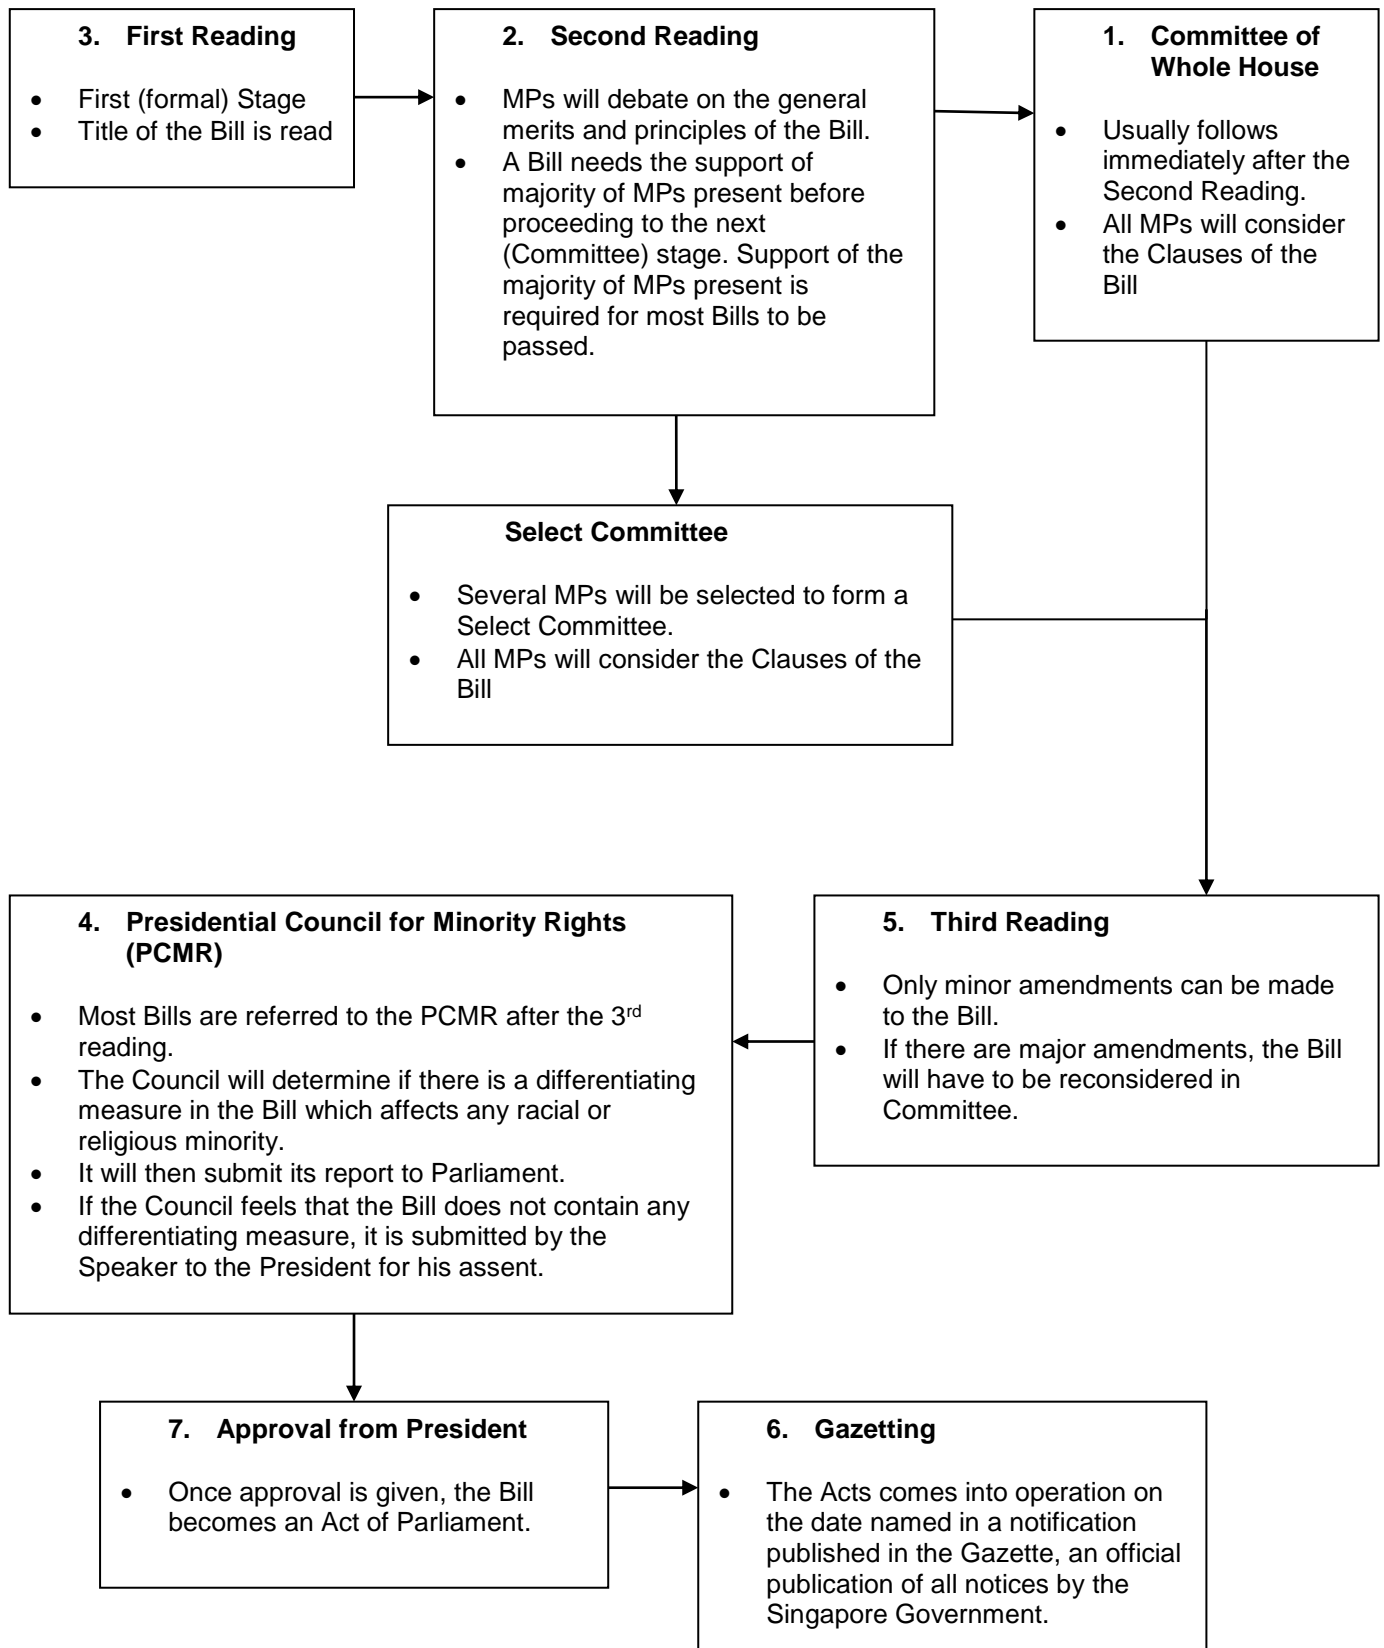 3. First Reading
• First (formal) Stage
• Title of the Bill is read
2. Second Reading
• MPs will debate on the general
merits and principles of the Bill.
• A Bill needs the support of
majority of MPs present before
proceeding to the next
(Committee) stage. Support of the
majority of MPs present is
required for most Bills to be
passed.
1. Committee of
Whole House
• Usually follows
immediately after the
Second Reading.
• All MPs will consider
the Clauses of the
Bill
Select Committee
• Several MPs will be selected to form a
Select Committee.
• All MPs will consider the Clauses of the
Bill
4. Presidential Council for Minority Rights
(PCMR)
• Most Bills are referred to the PCMR after the 3rd
reading.
• The Council will determine if there is a differentiating
measure in the Bill which affects any racial or
religious minority.
• It will then submit its report to Parliament.
• If the Council feels that the Bill does not contain any
differentiating measure, it is submitted by the
Speaker to the President for his assent.
5. Third Reading
• Only minor amendments can be made
to the Bill.
• If there are major amendments, the Bill
will have to be reconsidered in
Committee.
7. Approval from President
• Once approval is given, the Bill
becomes an Act of Parliament.
6. Gazetting
• The Acts comes into operation on
the date named in a notification
published in the Gazette, an official
publication of all notices by the
Singapore Government.